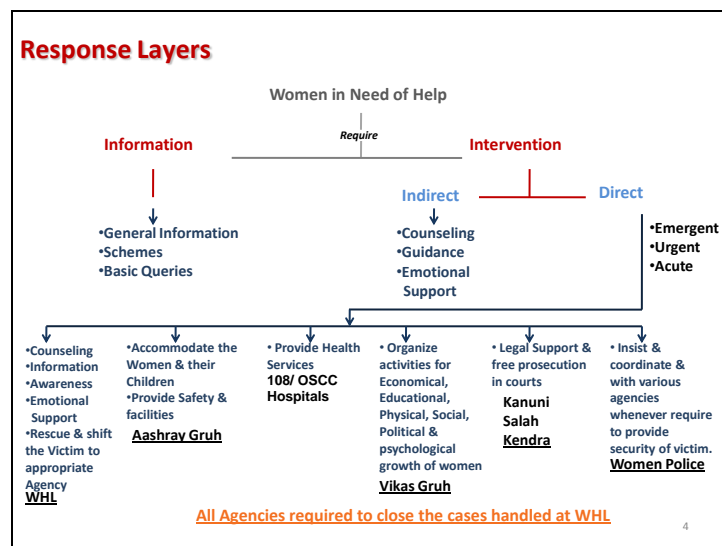 Response Layers
Women in Need of Help
Require
Information
Intervention
Indirect
Direct
•General Information
•Schemes
•Basic Queries
•Counseling
•Guidance
•Emotional
Support
•Emergent
•Urgent
•Acute
•Counseling
•Information
•Awareness
•Emotional
Support
•Rescue & shift
the Victim to
appropriate
Agency
WHL
•Accommodate the
Women & their
Children
•Provide Safety &
facilities
Aashray Gruh
• Provide Health
Services
108/ OSCC
Hospitals
• Organize
activities for
Economical,
Educational,
Physical, Social,
Political &
psychological
growth of women
Vikas Gruh
• Legal Support &
free prosecution
in courts
Kanuni
Salah
Kendra
• Insist &
coordinate &
with various
agencies
whenever require
to provide
security of victim.
Women Police
All Agencies required to close the cases handled at WHL
4